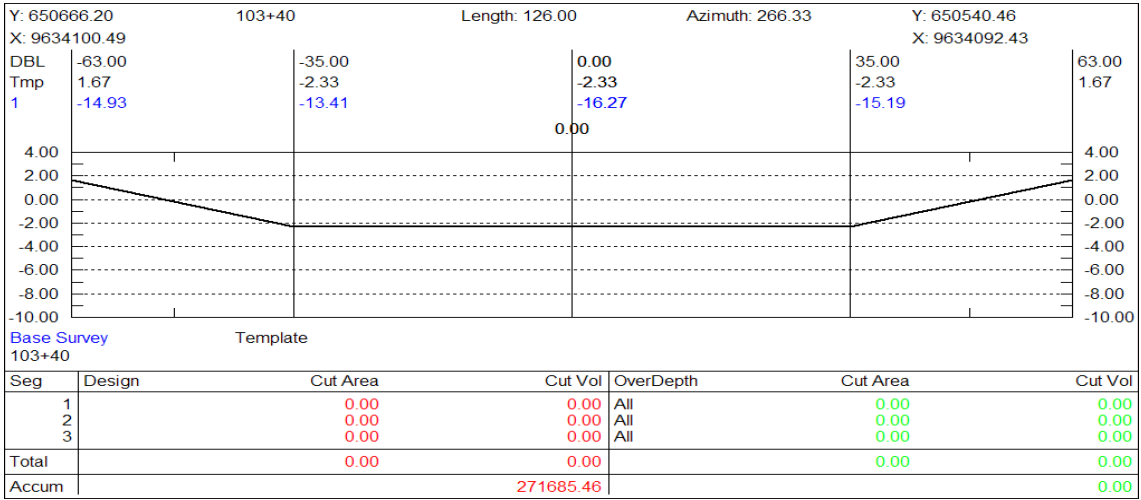 Y: 650666.20 103+40 Length: 126.00 Azimuth: 266.33 Y: 650540.46
X: 9634100.49 X: 9634092.43
DBL -63.00 -35.00 0.00 35.00 63.00
Tmp 1.67 -2.33 -2.33 -2.33 1.67
1 -14.93 -13.41 -16.27 -15.19
0.00
4.00 4.00
2.00 2.00
0.00 0.00
-2.00 -2.00
-4.00 -4.00
-6.00 -6.00
-8.00 -8.00
-10.00 -10.00
Base Survey Template
103+40
Seg Design Cut Area Cut Vol OverDepth Cut Area Cut Vol
1 0.00 0.00 All 0.00 0.00
2 0.00 0.00 All 0.00 0.00
3 0.00 0.00 All 0.00 0.00
Total 0.00 0.00 0.00 0.00
Accum 271685.46 0.00